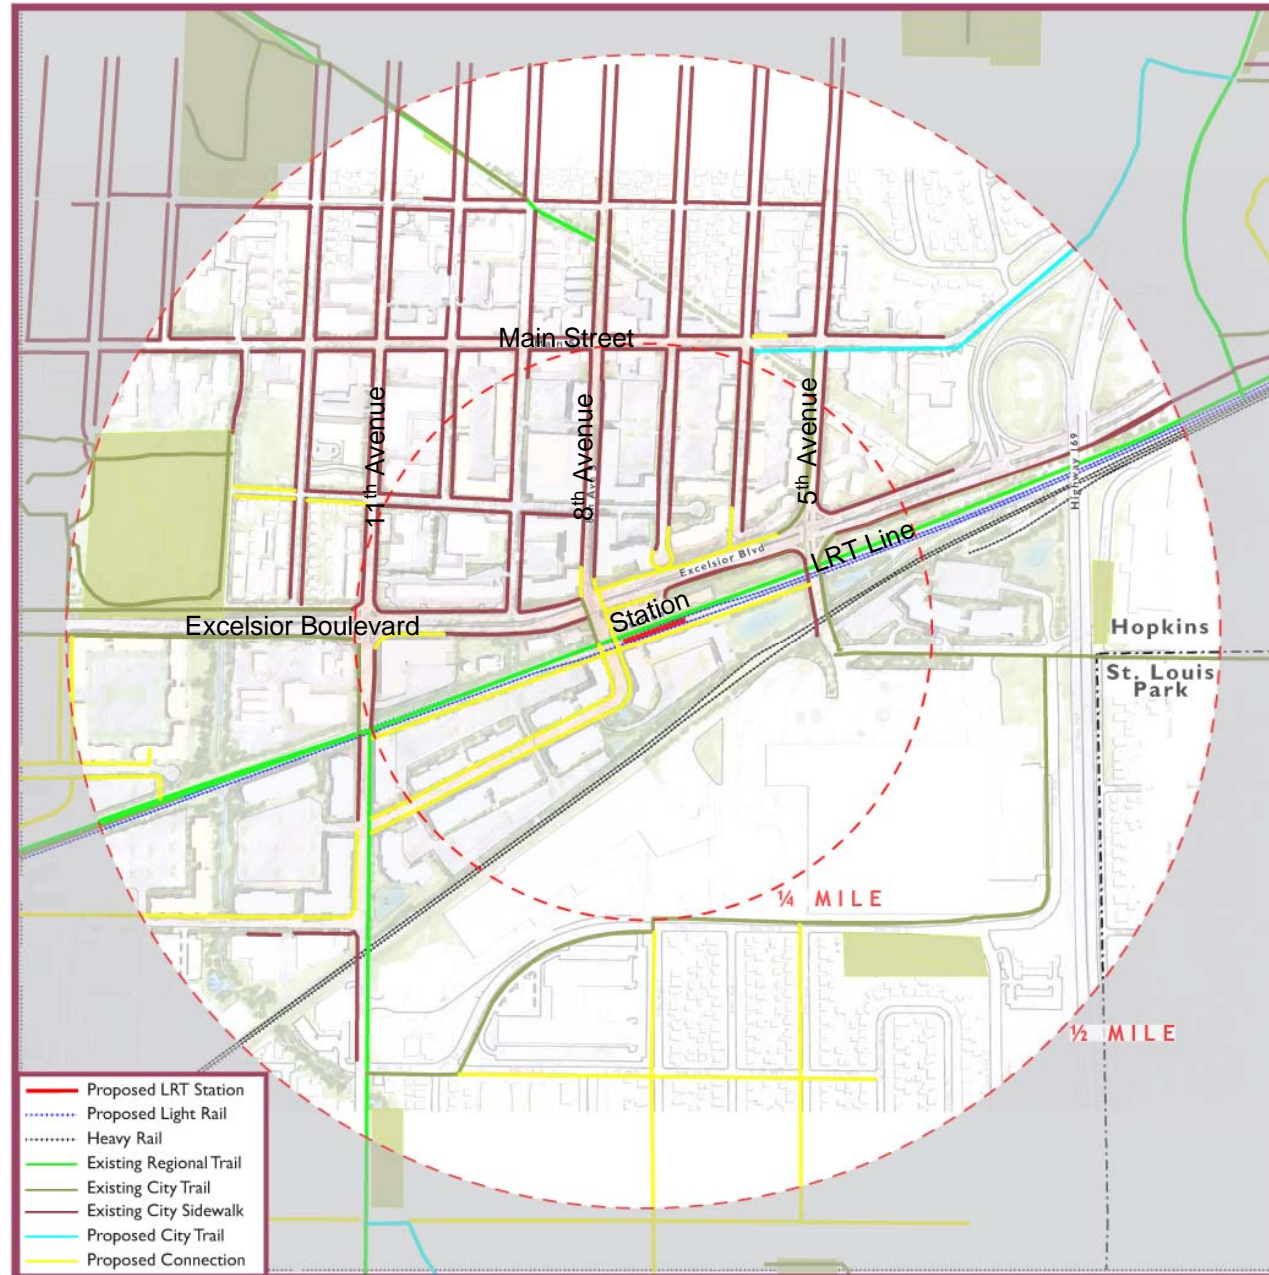 Main Street
11th Avenue
8th Avenue
5th Avenue
Highway 169
LRT Line
Excelsior Blvd
Station
Excelsior Boulevard
Hopkins
St. Louis
Park
¼ MILE
½ MILE
Proposed LRT Station
Proposed Light Rail
Heavy Rail
Existing Regional Trail
Existing City Trail
Existing City Sidewalk
Proposed City Trail
Proposed Connection